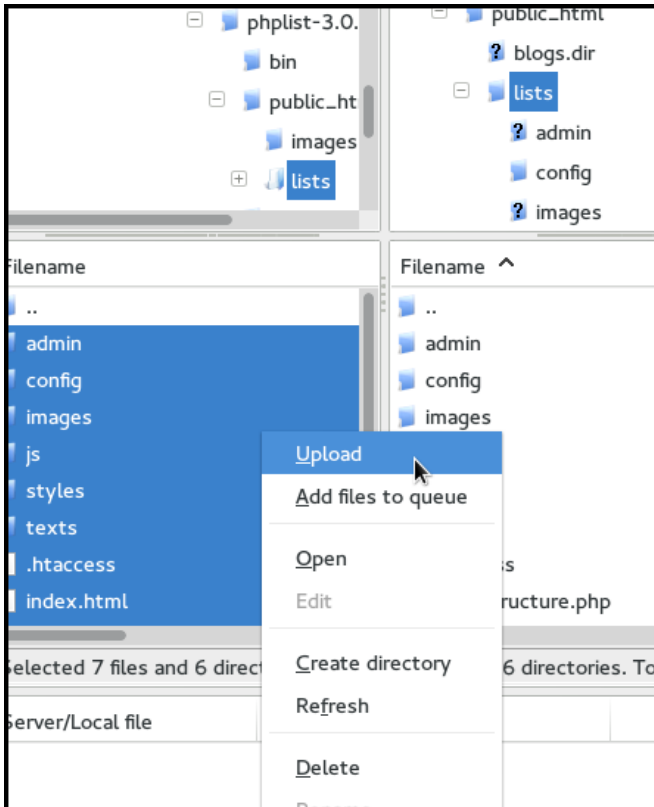 phplist-3.0.
bin
public_ht
images
lists
public_html
blogs.dir
lists
admin
config
images
Filename
..
admin
config
images
js
styles
texts
.htaccess
index.html
Selected 7 files and 6 direct
Server/Local file
Filename
..
admin
config
images
s
ructure.php
6 directories. To
Upload
Add files to queue
Open
Edit
Create directory
Refresh
Delete